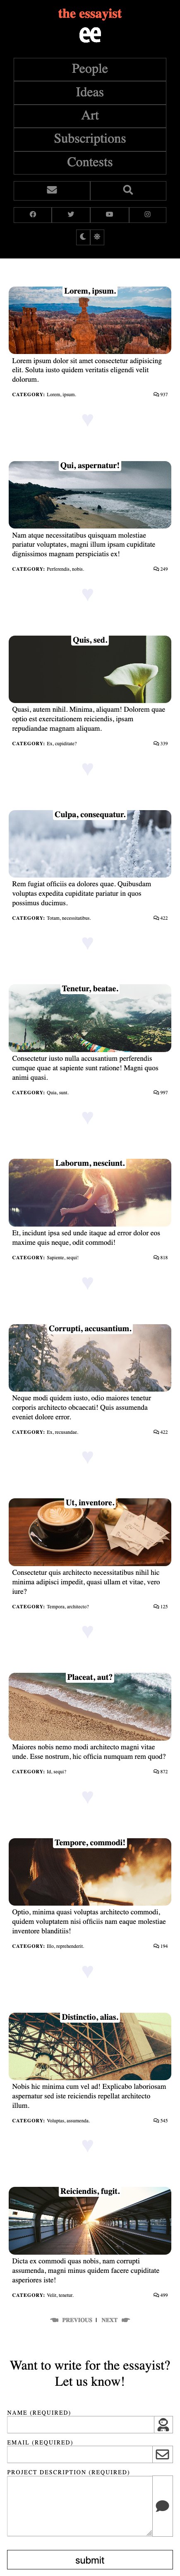 the essayist
ee
People
Ideas
Art
Subscriptions
Contests
Lorem, ipsum.
Lorem ipsum dolor sit amet consectetur adipisicing
elit. Soluta iusto quidem veritatis eligendi velit
dolorum.
CATEGORY: Lorem, ipsum. 937
Qui, aspernatur!
Nam atque necessitatibus quisquam molestiae
pariatur voluptates, magni illum ipsam cupiditate
dignissimos magnam perspiciatis ex!
CATEGORY: Perferendis, nobis. 249
Quis, sed.
Quasi, autem nihil. Minima, aliquam! Dolorem quae
optio est exercitationem reiciendis, ipsam
repudiandae magnam aliquam.
CATEGORY: Ex, cupiditate? 339
Culpa, consequatur.
Rem fugiat officiis ea dolores quae. Quibusdam
voluptas expedita cupiditate pariatur in quos
possimus ducimus.
CATEGORY: Totam, necessitatibus. 422
Tenetur, beatae.
Consectetur iusto nulla accusantium perferendis
cumque quae at sapiente sunt ratione! Magni quos
animi quasi.
CATEGORY: Quia, sunt. 997
Laborum, nesciunt.
Et, incidunt ipsa sed unde itaque ad error dolor eos
maxime quis neque, odit commodi!
CATEGORY: Sapiente, sequi! 818
Corrupti, accusantium.
Neque modi quidem iusto, odio maiores tenetur
corporis architecto obcaecati! Quis assumenda
eveniet dolore error.
CATEGORY: Ex, recusandae. 422
Ut, inventore.
Consectetur quis architecto necessitatibus nihil hic
minima adipisci impedit, quasi ullam et vitae, vero
iure?
CATEGORY: Tempora, architecto? 125
Placeat, aut?
Maiores nobis nemo modi architecto magni vitae
unde. Esse nostrum, hic officia numquam rem quod?
CATEGORY: Id, sequi? 872
Tempore, commodi!
Optio, minima quasi voluptas architecto commodi,
quidem voluptatem nisi officiis nam eaque molestiae
inventore blanditiis!
CATEGORY: Illo, reprehenderit. 194
Distinctio, alias.
Nobis hic minima cum vel ad! Explicabo laboriosam
aspernatur sed iste reiciendis repellat architecto
illum.
CATEGORY: Voluptas, assumenda. 545
Reiciendis, fugit.
Dicta ex commodi quas nobis, nam corrupti
assumenda, magni minus quidem facere cupiditate
asperiores iste!
CATEGORY: Vein, tenetur. 499
PREVIOUS | NEXT
Want to write for the essayist?
Let us know!
NAME (REQUIRED)
EMAIL (REQUIRED)
PROJECT DESCRIPTION (REQUIRED)
submit